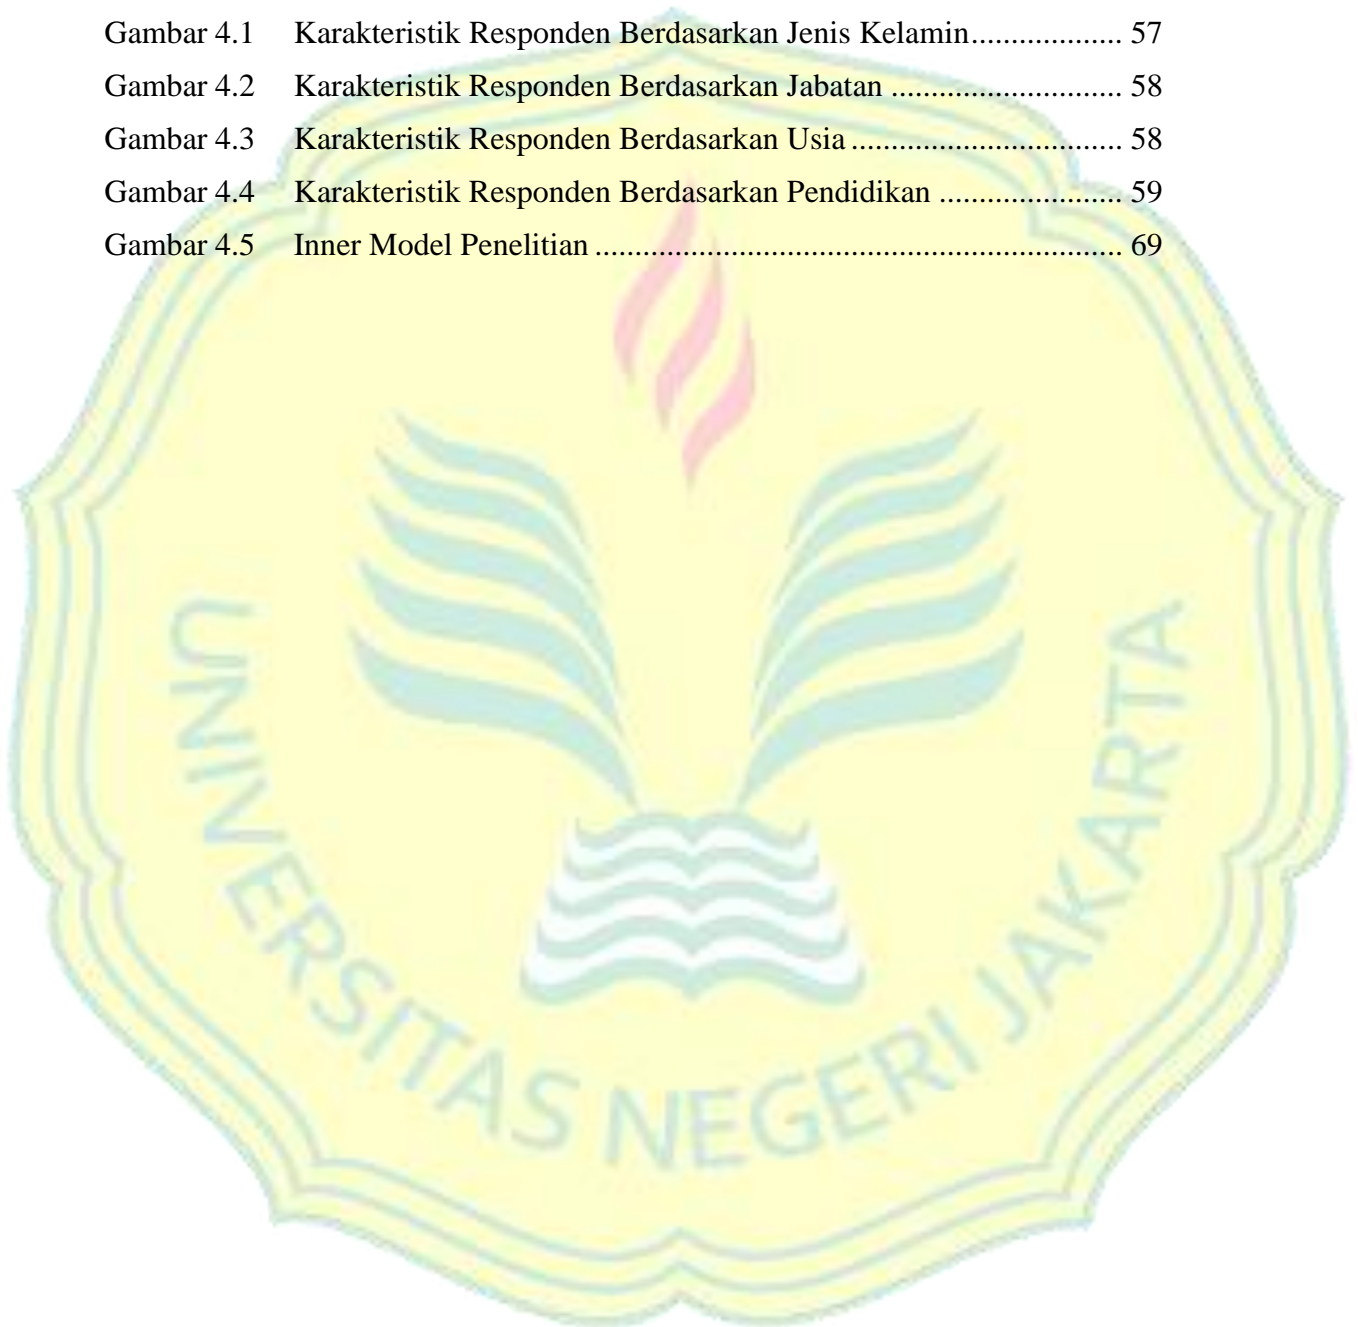 Gambar 4.1 Karakteristik Responden Berdasarkan Jenis Kelamin................... 57
Gambar 4.2 Karakteristik Responden Berdasarkan Jabatan ............................. 58
Gambar 4.3 Karakteristik Responden Berdasarkan Usia .................................. 58
Gambar 4.4 Karakteristik Responden Berdasarkan Pendidikan ....................... 59
Gambar 4.5 Inner Model Penelitian .................................................................. 69
UNIVERSITAS NEGERI JAKARTA